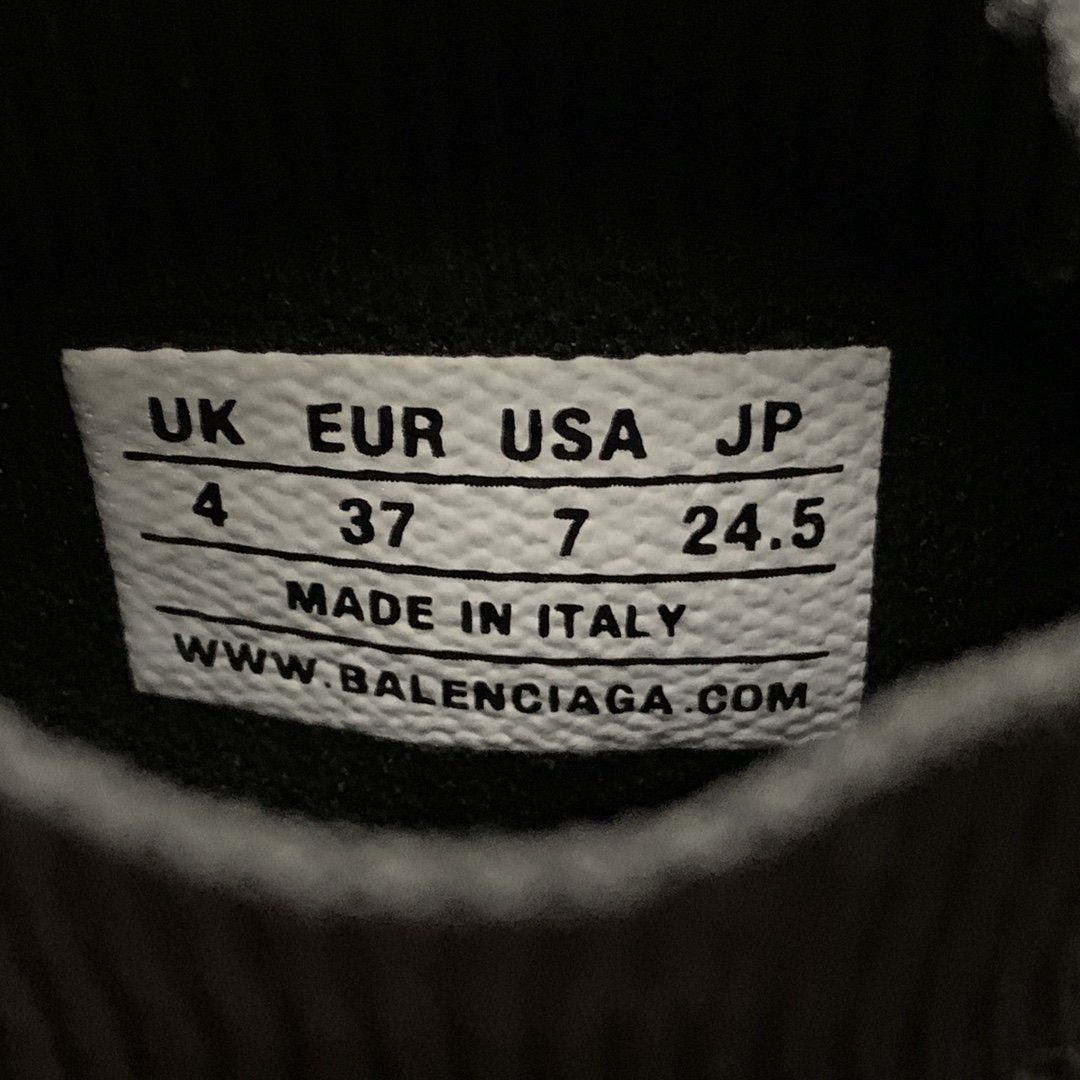 UK EUR USA JP
4 37 7 24.5
MADE IN ITALY
WWW.BALENCIAGA.COM